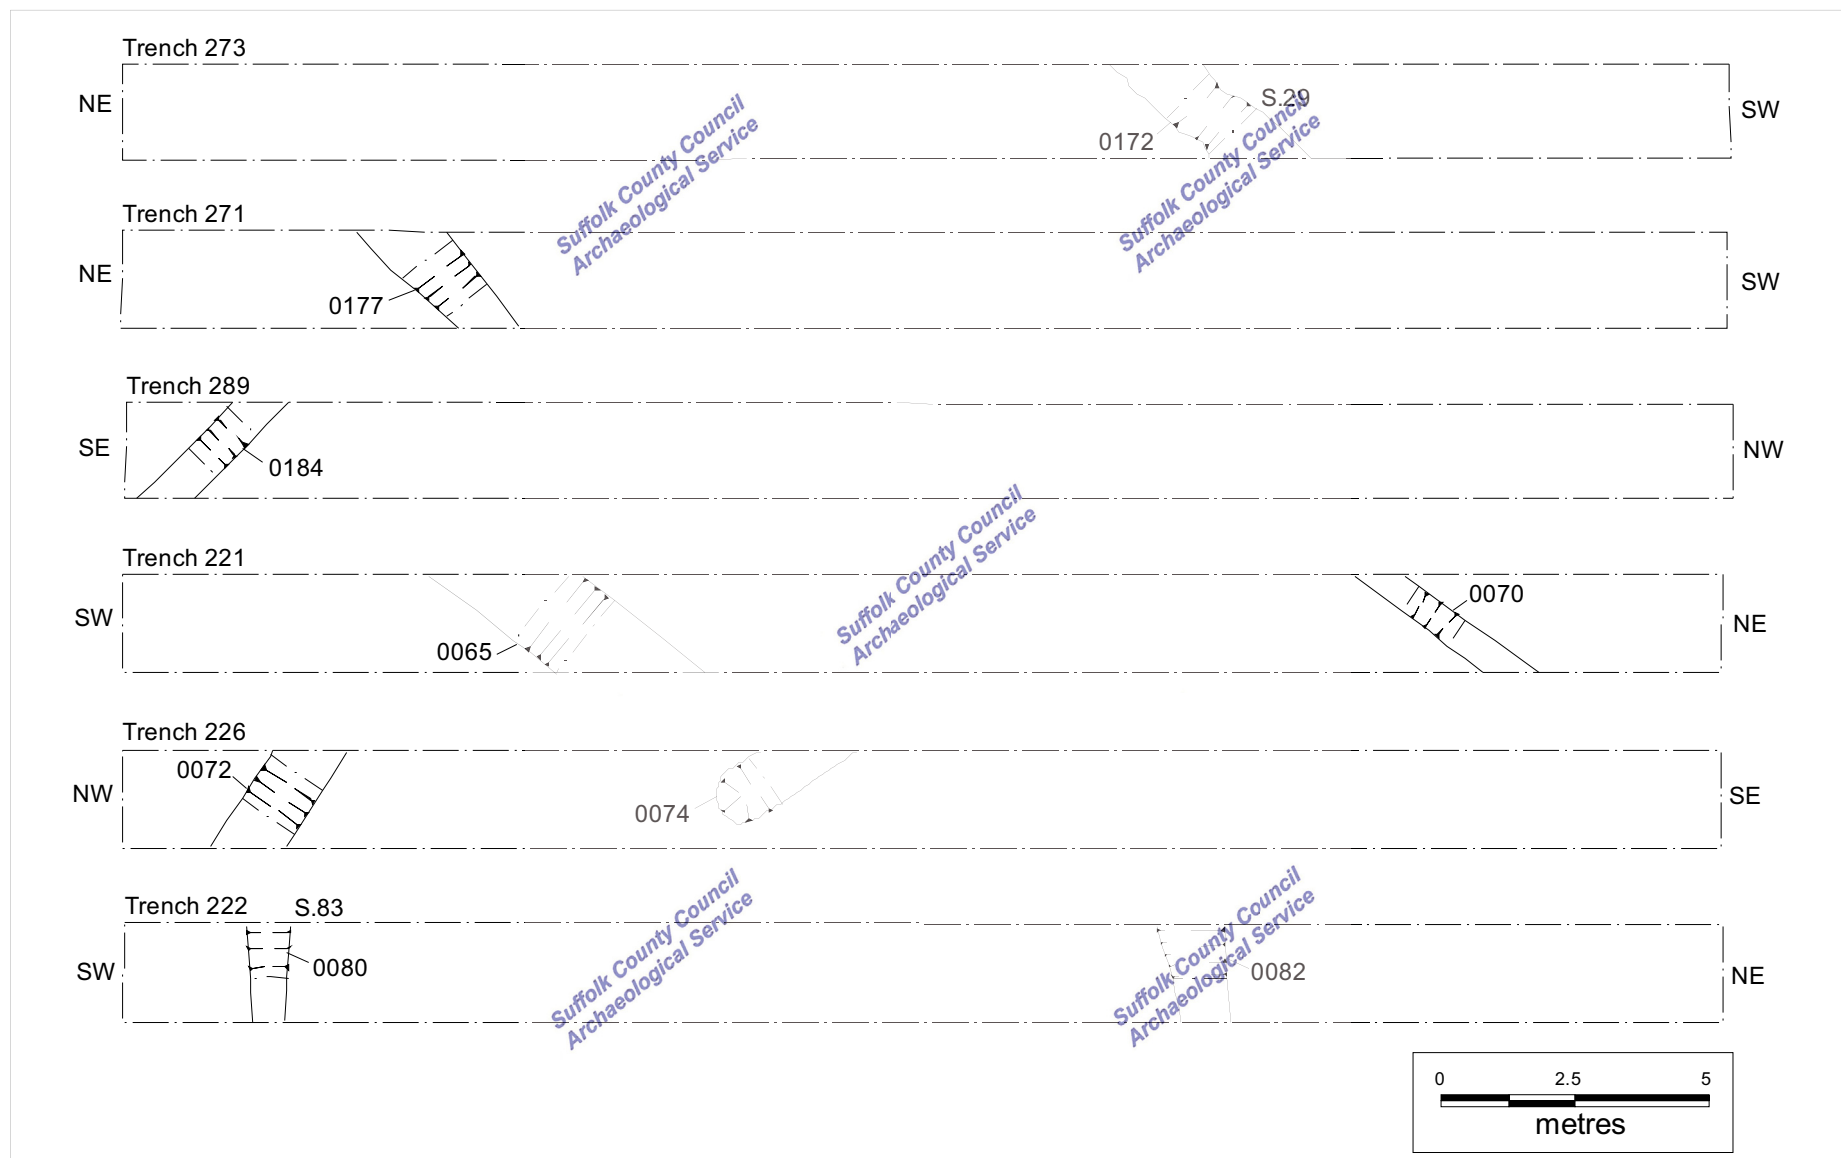 Trench 273
NE
S.29
0172
SW
Suffolk County Council
Archaeological Service
Suffolk County Council
Archaeological Service
Trench 271
NE
0177
SW
Trench 289
SE
0184
NW
Trench 221
SW
0065
Suffolk County Council
Archaeological Service
0070
NE
Trench 226
NW
0072
0074
SE
Trench 222
S.83
SW
0080
Suffolk County Council
Archaeological Service
Suffolk County Council
Archaeological Service
0082
NE
0 2.5 5
metres